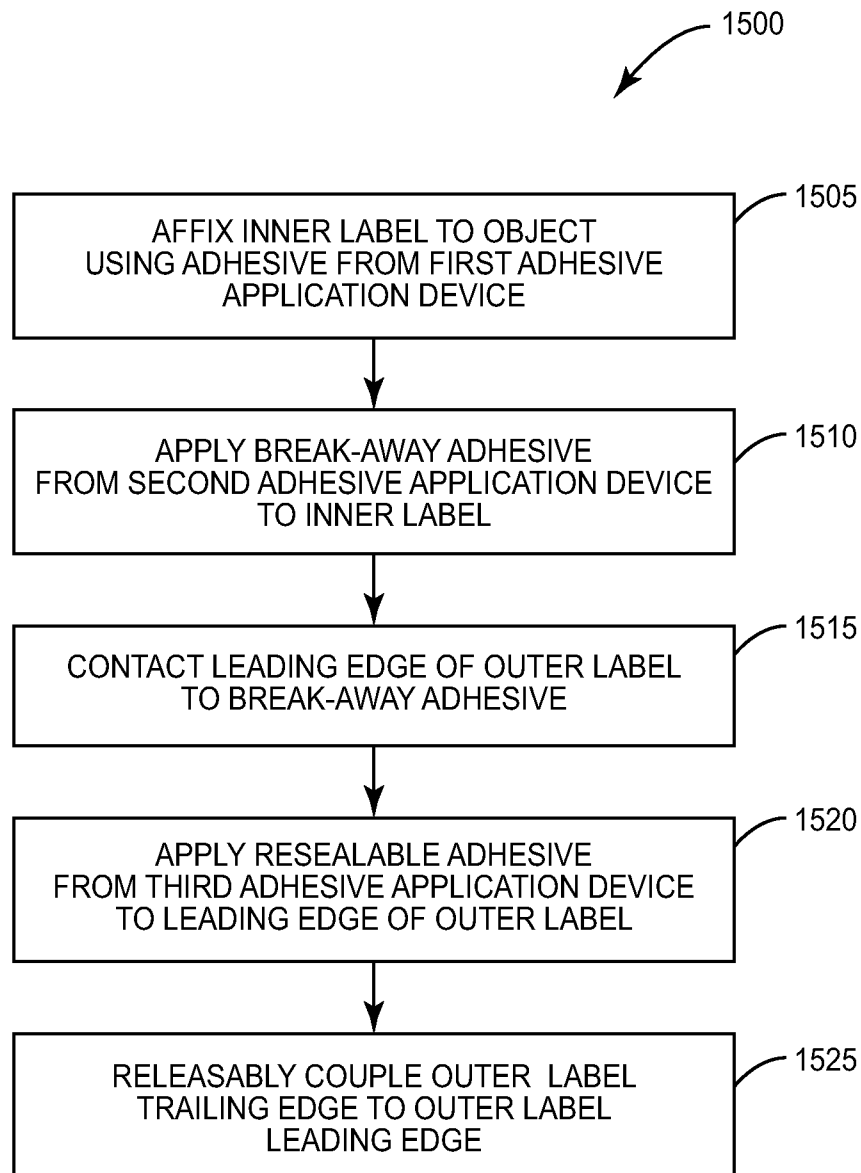 1500
1505
AFFIX INNER LABEL TO OBJECT
USING ADHESIVE FROM FIRST ADHESIVE
APPLICATION DEVICE
1510
APPLY BREAK-AWAY ADHESIVE
FROM SECOND ADHESIVE APPLICATION DEVICE
TO INNER LABEL
1515
CONTACT LEADING EDGE OF OUTER LABEL
TO BREAK-AWAY ADHESIVE
1520
APPLY RESEALABLE ADHESIVE
FROM THIRD ADHESIVE APPLICATION DEVICE
TO LEADING EDGE OF OUTER LABEL
1525
RELEASABLY COUPLE OUTER LABEL
TRAILING EDGE TO OUTER LABEL
LEADING EDGE